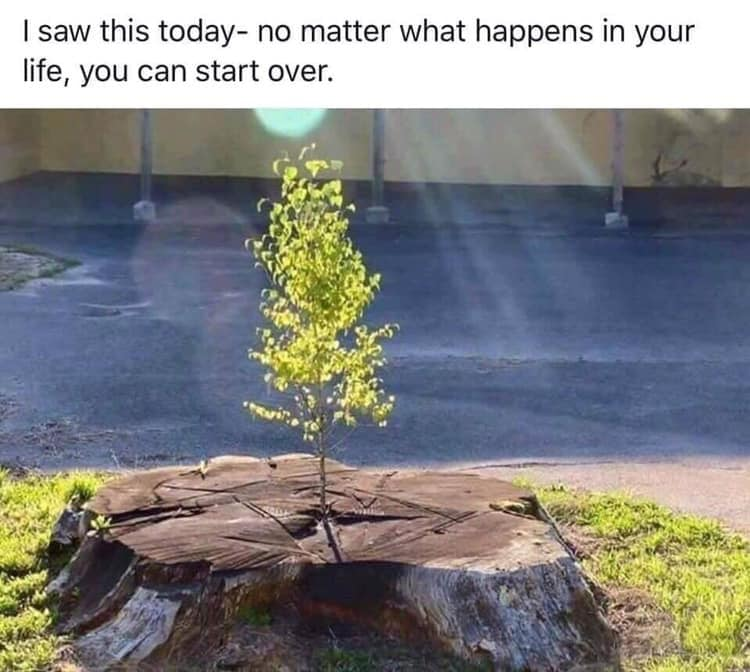 I saw this today- no matter what happens in your
life, you can start over.